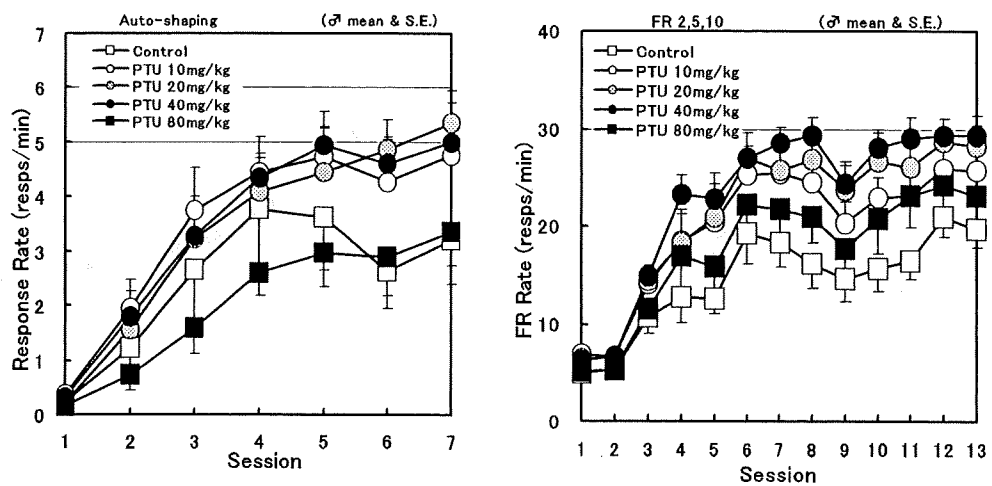 Auto-shaping (♂ mean & S.E.)
7
6
5
4
3
2
1
0
Response Rate (resps/min)
Control
PTU 10mg/kg
PTU 20mg/kg
PTU 40mg/kg
PTU 80mg/kg
1 2 3 4 5 6 7
Session
FR 2,5,10 (♂ mean & S.E.)
40
30
20
10
0
FR Rate (resps/min)
Control
PTU 10mg/kg
PTU 20mg/kg
PTU 40mg/kg
PTU 80mg/kg
1 2 3 4 5 6 7 8 9 10 11 12 13
Session